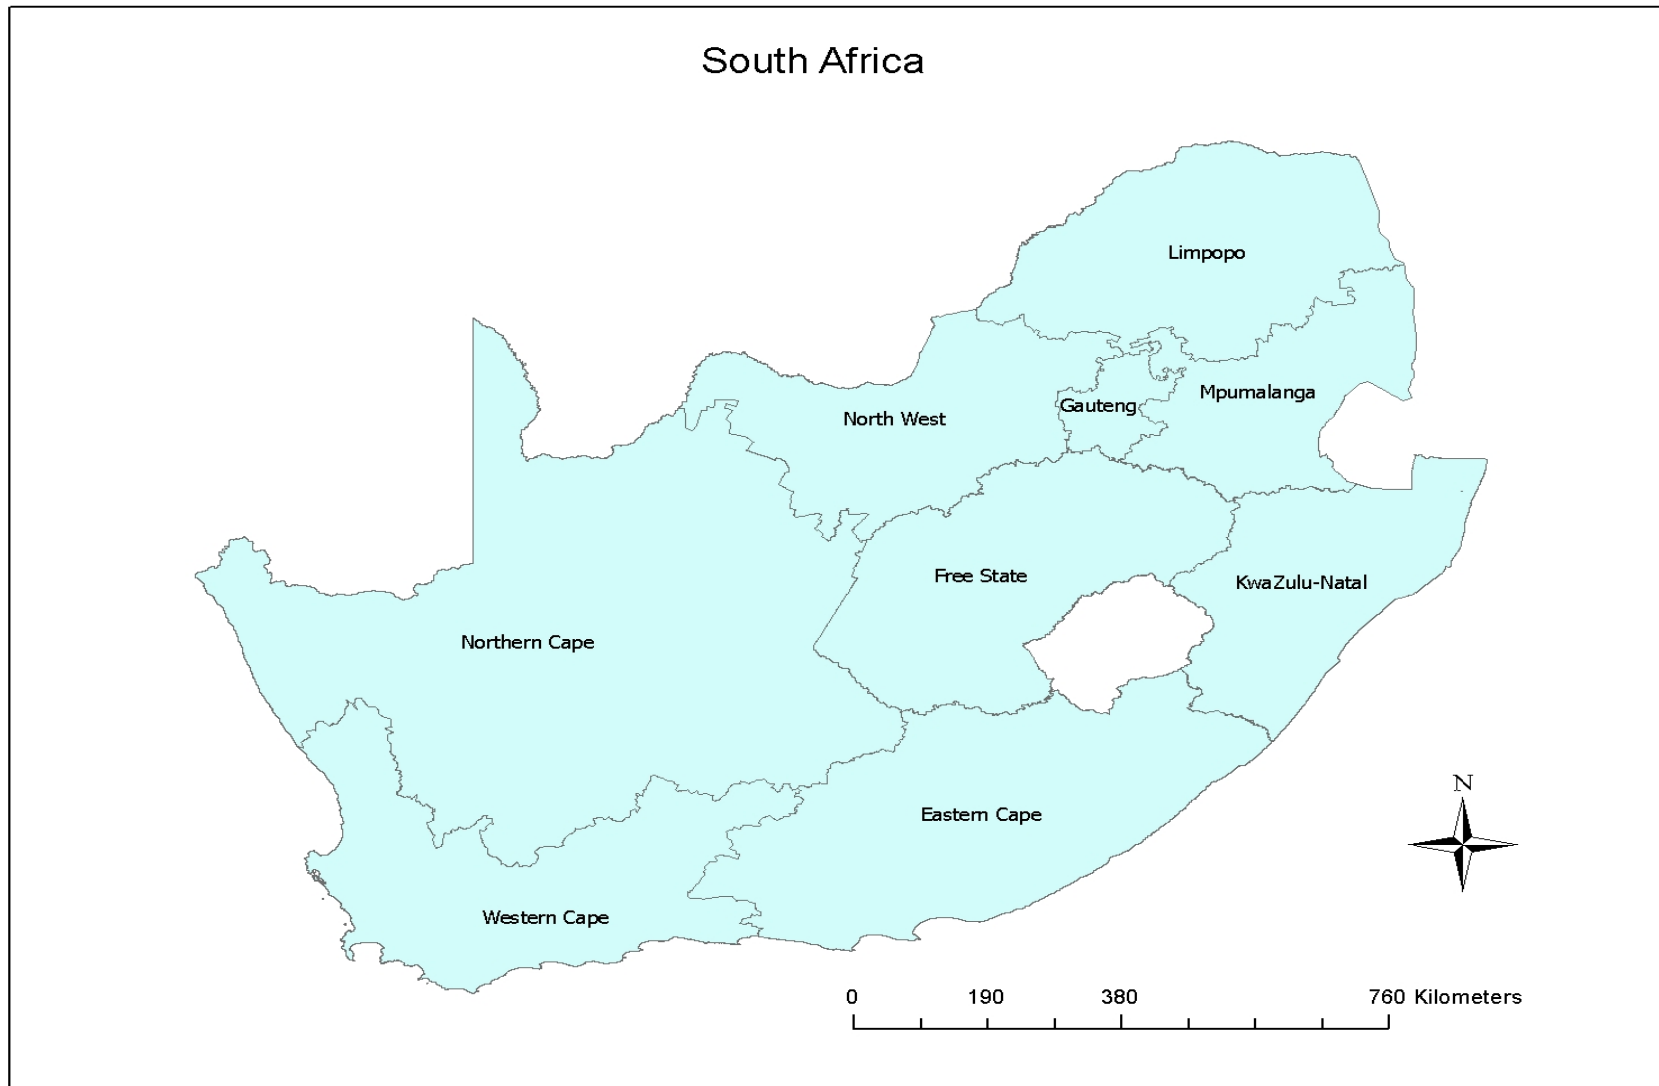 South Africa
Limpopo
Mpumalanga
Gauteng
North West
Free State
KwaZulu-Natal
Northern Cape
Eastern Cape
Western Cape
N
0 190 380 760 Kilometers